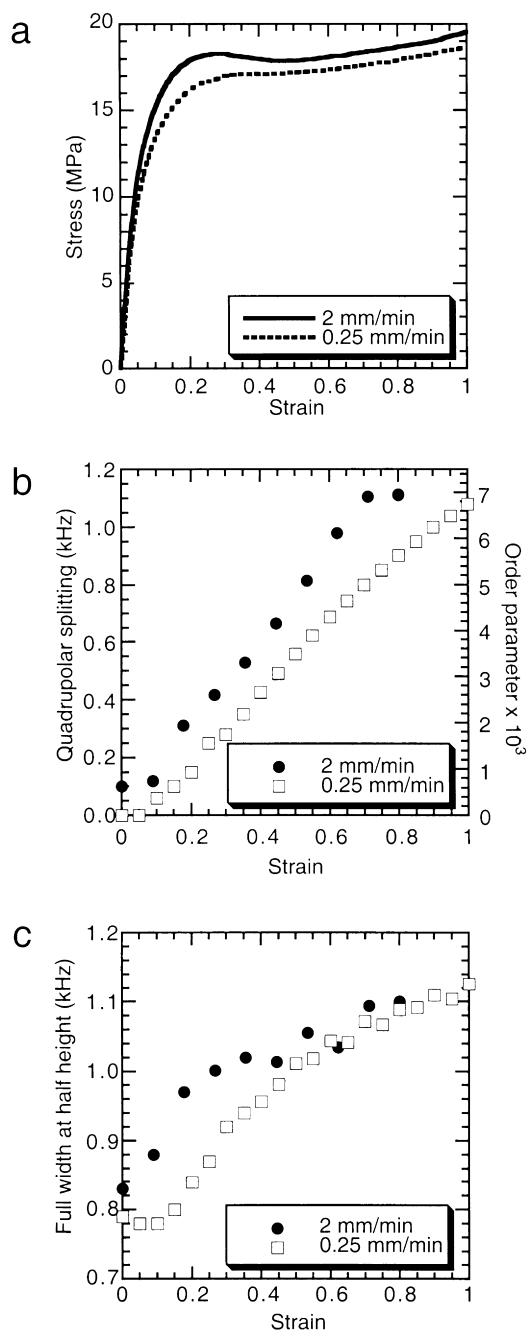 a
20
15
10
5
0
Stress (MPa)
2 mm/min
0.25 mm/min
0 0.2 0.4 0.6 0.8 1
Strain
b
1.2
1.0
0.8
0.6
0.4
0.2
0.0
Quadrupolar splitting (kHz)
7
6
5
4
3
2
1
0
Order parameter x 10³
2 mm/min
0.25 mm/min
0 0.2 0.4 0.6 0.8 1
Strain
c
1.2
1.1
1.0
0.9
0.8
0.7
Full width at half height (kHz)
2 mm/min
0.25 mm/min
0 0.2 0.4 0.6 0.8 1
Strain